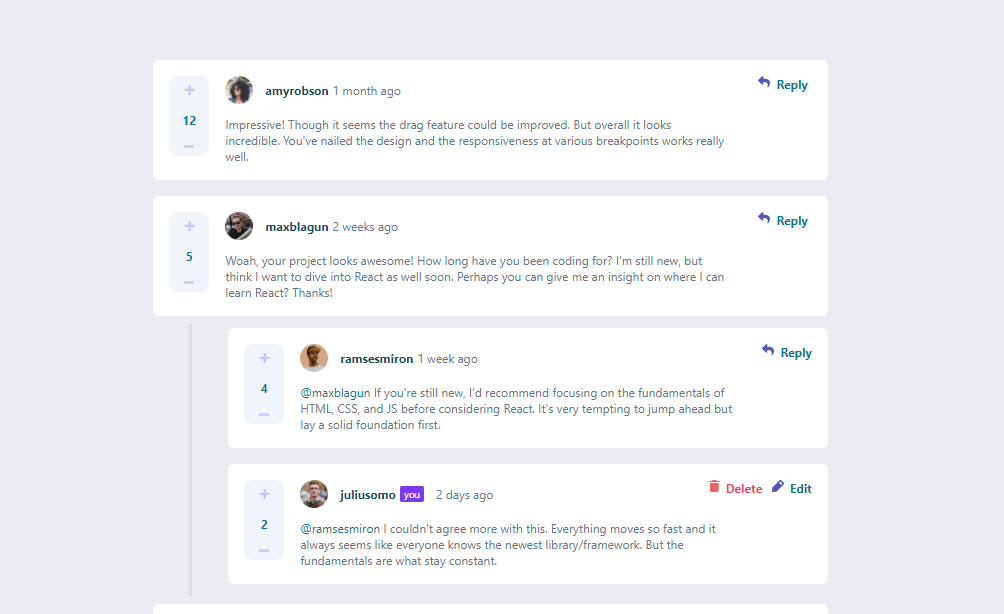 amyrobson 1 month ago
Reply
+
12
Impressive! Though it seems the drag feature could be improved. But overall it looks
incredible. You've nailed the design and the responsiveness at various breakpoints works really
well.
−
maxblagun 2 weeks ago
Reply
+
5
Woah, your project looks awesome! How long have you been coding for? I'm still new, but
think I want to dive into React as well soon. Perhaps you can give me an insight on where I can
learn React? Thanks!
−
ramsesmiron 1 week ago
Reply
+
4
@maxblagun If you're still new, I'd recommend focusing on the fundamentals of
HTML, CSS, and JS before considering React. It's very tempting to jump ahead but
lay a solid foundation first.
−
juliusomo you 2 days ago
Delete Edit
+
2
@ramsesmiron I couldn't agree more with this. Everything moves so fast and it
always seems like everyone knows the newest library/framework. But the
fundamentals are what stay constant.
−